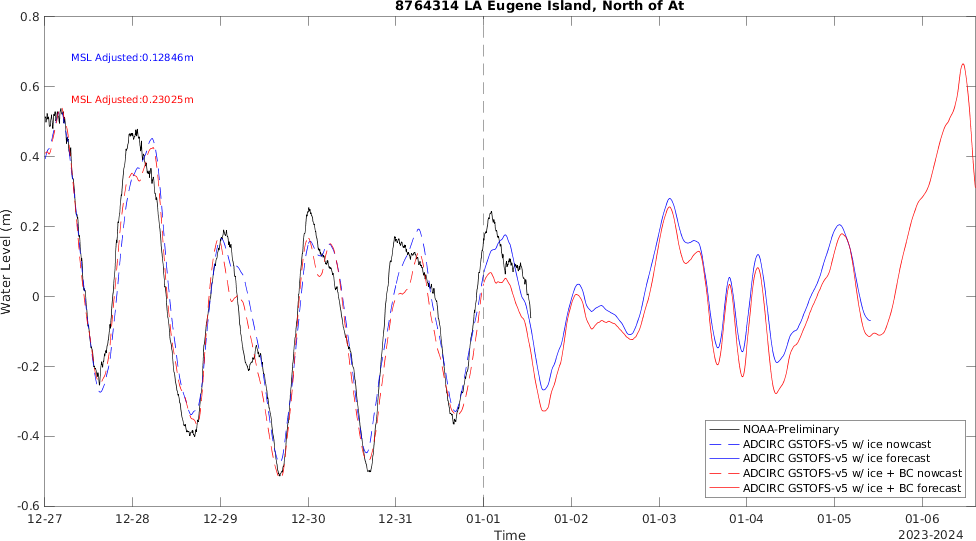 8764314 LA Eugene Island, North of At
0.8
0.6
0.4
0.2
0
-0.2
-0.4
-0.6
Water Level (m)
MSL Adjusted:0.12846m
MSL Adjusted:0.23025m
NOAA-Preliminary
ADCIRC GSTOFS-v5 w/ ice nowcast
ADCIRC GSTOFS-v5 w/ ice forecast
ADCIRC GSTOFS-v5 w/ ice + BC nowcast
ADCIRC GSTOFS-v5 w/ ice + BC forecast
12-27 12-28 12-29 12-30 12-31 01-01 01-02 01-03 01-04 01-05 01-06
Time
2023-2024